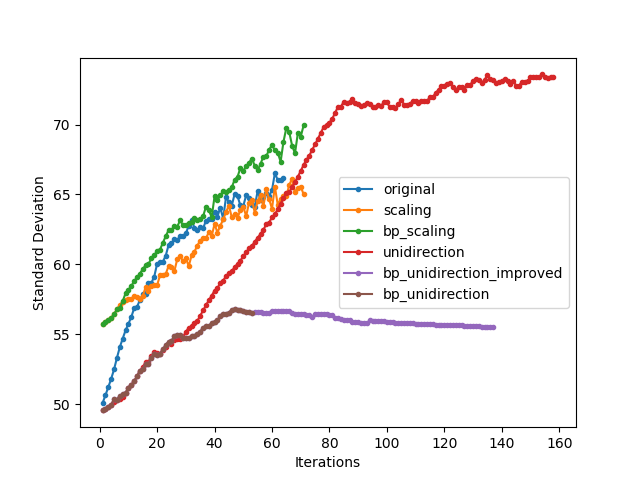 70
65
60
55
50
Standard Deviation
original
scaling
bp_scaling
unidirection
bp_unidirection_improved
bp_unidirection
0 20 40 60 80 100 120 140 160
Iterations